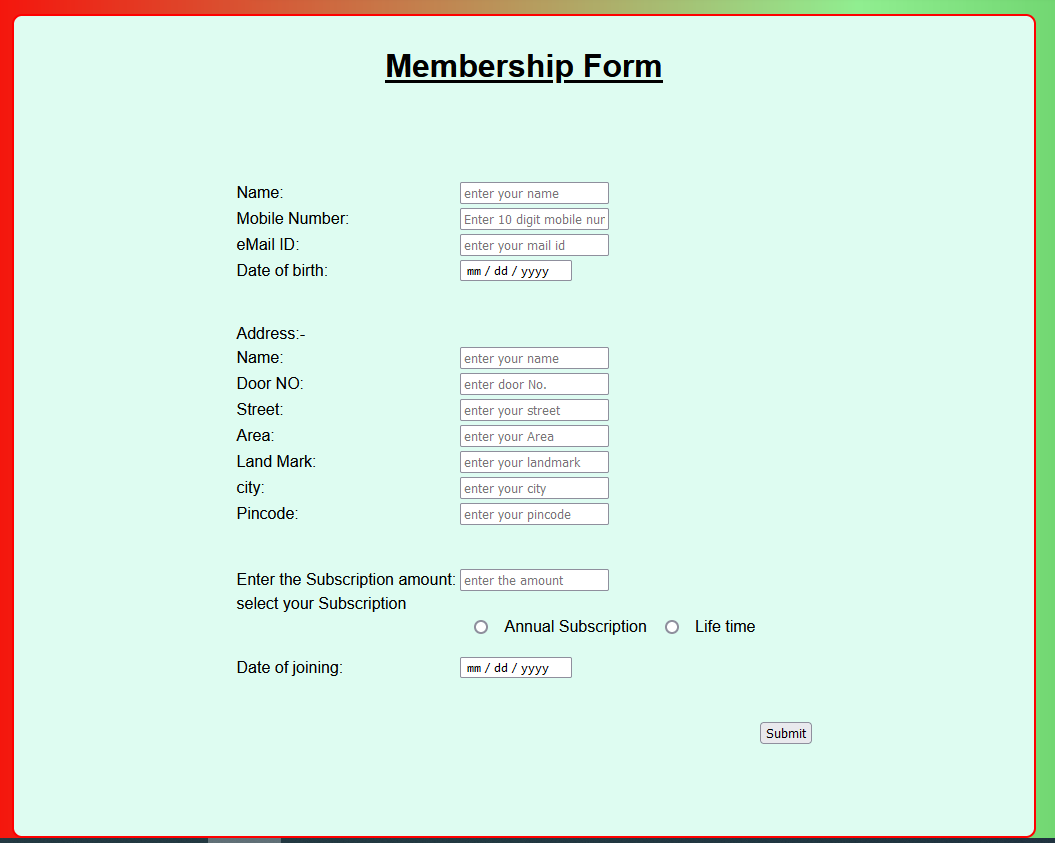 Membership Form
Name: enter your name
Mobile Number: Enter 10 digit mobile nur
eMail ID: enter your mail id
Date of birth: mm / dd / yyyy
Address:-
Name: enter your name
Door NO: enter door No.
Street: enter your street
Area: enter your Area
Land Mark: enter your landmark
city: enter your city
Pincode: enter your pincode
Enter the Subscription amount: enter the amount
select your Subscription
Annual Subscription Life time
Date of joining: mm / dd / yyyy
Submit